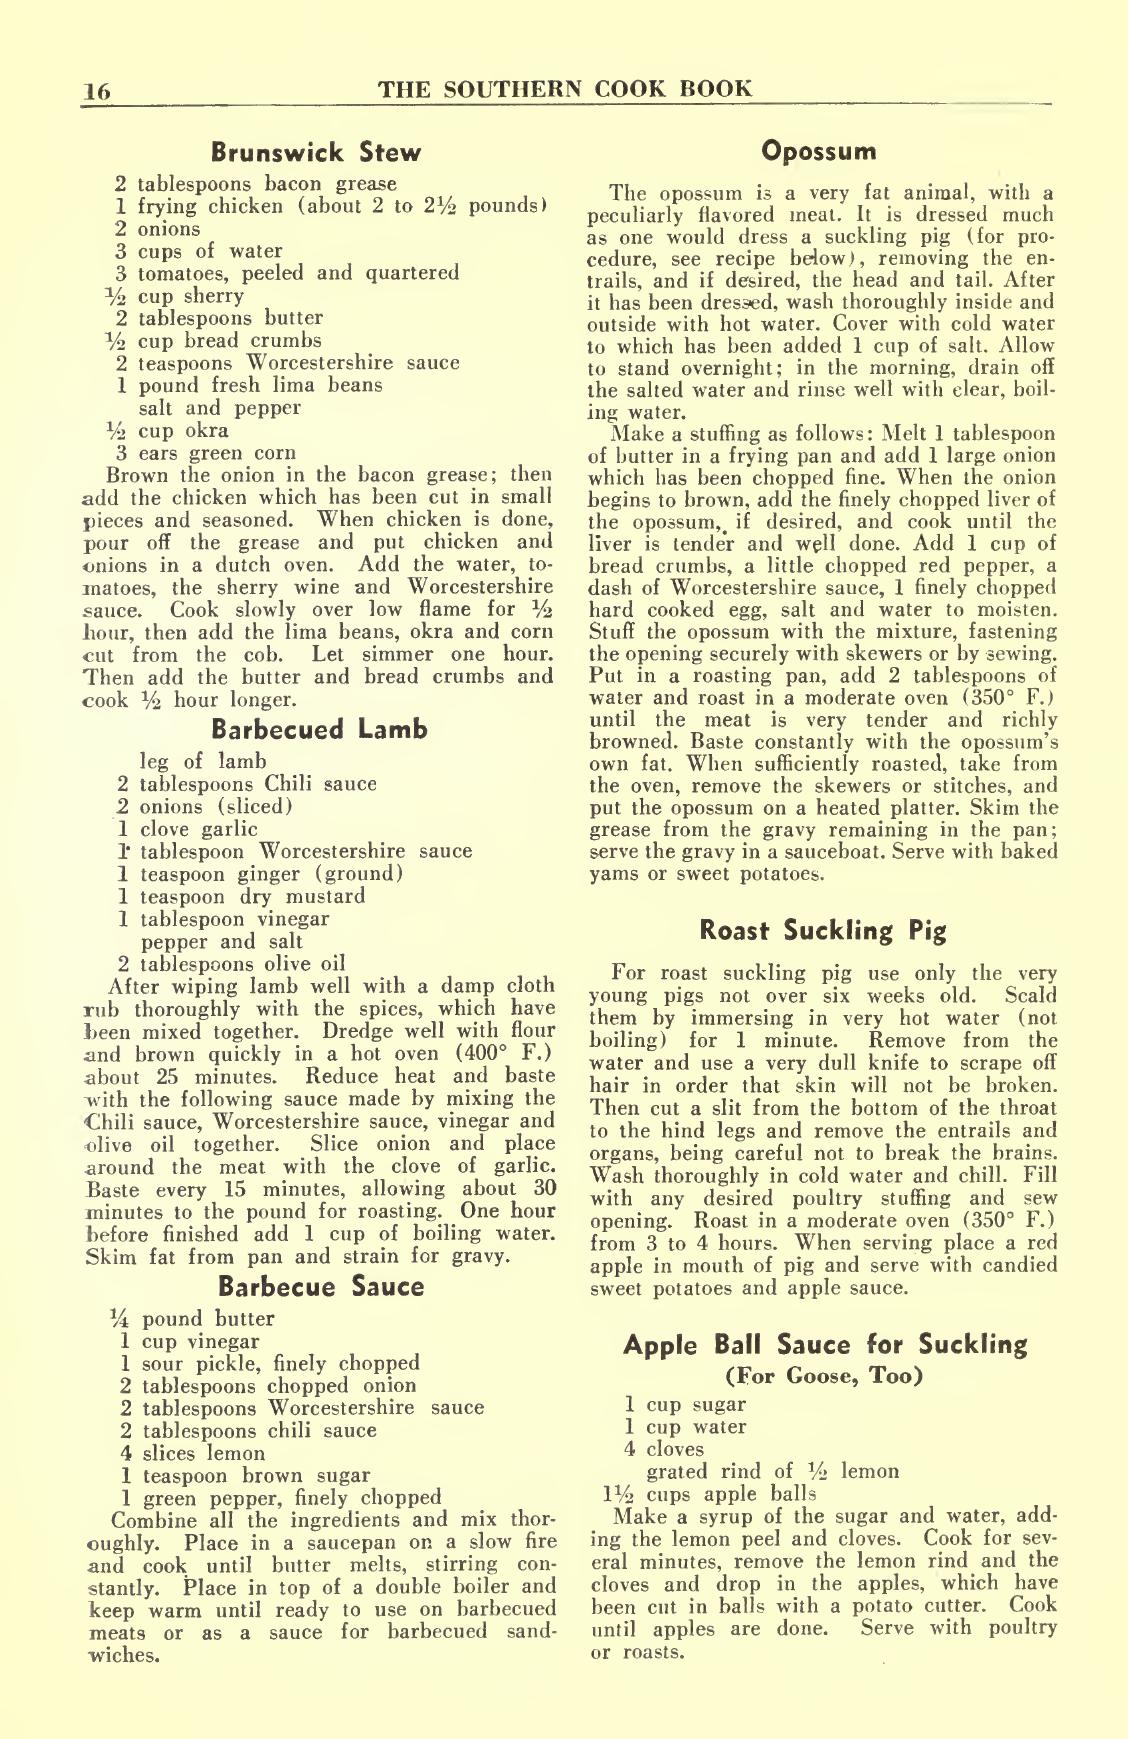 16
THE SOUTHERN COOK BOOK
Brunswick Stew
2 tablespoons bacon grease
1 frying chicken (about 2 to 2½ pounds)
2 onions
3 cups of water
3 tomatoes, peeled and quartered
½ cup sherry
2 tablespoons butter
½ cup bread crumbs
2 teaspoons Worcestershire sauce
1 pound fresh lima beans
salt and pepper
½ cup okra
3 ears green corn
Brown the onion in the bacon grease; then
add the chicken which has been cut in small
pieces and seasoned. When chicken is done,
pour off the grease and put chicken and
onions in a dutch oven. Add the water, to-
matoes, the sherry wine and Worcestershire
sauce. Cook slowly over low flame for ½
hour, then add the lima beans, okra and corn
cut from the cob. Let simmer one hour.
Then add the butter and bread crumbs and
cook ½ hour longer.
Barbecued Lamb
leg of lamb
2 tablespoons Chili sauce
2 onions (sliced)
1 clove garlic
1 tablespoon Worcestershire sauce
1 teaspoon ginger (ground)
1 teaspoon dry mustard
1 tablespoon vinegar
pepper and salt
2 tablespoons olive oil
After wiping lamb well with a damp cloth
rub thoroughly with the spices, which have
been mixed together. Dredge well with flour
and brown quickly in a hot oven (400° F.)
about 25 minutes. Reduce heat and baste
with the following sauce made by mixing the
Chili sauce, Worcestershire sauce, vinegar and
olive oil together. Slice onion and place
around the meat with the clove of garlic.
Baste every 15 minutes, allowing about 30
minutes to the pound for roasting. One hour
before finished add 1 cup of boiling water.
Skim fat from pan and strain for gravy.
Barbecue Sauce
¼ pound butter
1 cup vinegar
1 sour pickle, finely chopped
2 tablespoons chopped onion
2 tablespoons Worcestershire sauce
2 tablespoons chili sauce
4 slices lemon
1 teaspoon brown sugar
1 green pepper, finely chopped
Combine all the ingredients and mix thor-
oughly. Place in a saucepan on a slow fire
and cook until butter melts, stirring con-
stantly. Place in top of a double boiler and
keep warm until ready to use on barbecued
meats or as a sauce for barbecued sand-
wiches.
Opossum
The opossum is a very fat animal, with a
peculiarly flavored meat. It is dressed much
as one would dress a suckling pig (for pro-
cedure, see recipe below), removing the en-
trails, and if desired, the head and tail. After
it has been dressed, wash thoroughly inside and
outside with hot water. Cover with cold water
to which has been added 1 cup of salt. Allow
to stand overnight; in the morning, drain off
the salted water and rinse well with clear, boil-
ing water.
Make a stuffing as follows: Melt 1 tablespoon
of butter in a frying pan and add 1 large onion
which has been chopped fine. When the onion
begins to brown, add the finely chopped liver of
the opossum, if desired, and cook until the
liver is tender and well done. Add 1 cup of
bread crumbs, a little chopped red pepper, a
dash of Worcestershire sauce, 1 finely chopped
hard cooked egg, salt and water to moisten.
Stuff the opossum with the mixture, fastening
the opening securely with skewers or by sewing.
Put in a roasting pan, add 2 tablespoons of
water and roast in a moderate oven (350° F.)
until the meat is very tender and richly
browned. Baste constantly with the opossum's
own fat. When sufficiently roasted, take from
the oven, remove the skewers or stitches, and
put the opossum on a heated platter. Skim the
grease from the gravy remaining in the pan;
serve the gravy in a sauceboat. Serve with baked
yams or sweet potatoes.
Roast Suckling Pig
For roast suckling pig use only the very
young pigs not over six weeks old. Scald
them by immersing in very hot water (not
boiling) for 1 minute. Remove from the
water and use a very dull knife to scrape off
hair in order that skin will not be broken.
Then cut a slit from the bottom of the throat
to the hind legs and remove the entrails and
organs, being careful not to break the brains.
Wash thoroughly in cold water and chill. Fill
with any desired poultry stuffing and sew
opening. Roast in a moderate oven (350° F.)
from 3 to 4 hours. When serving place a red
apple in mouth of pig and serve with candied
sweet potatoes and apple sauce.
Apple Ball Sauce for Suckling
(For Goose, Too)
1 cup sugar
1 cup water
4 cloves
grated rind of ½ lemon
1½ cups apple balls
Make a syrup of the sugar and water, add-
ing the lemon peel and cloves. Cook for sev-
eral minutes, remove the lemon rind and the
cloves and drop in the apples, which have
been cut in balls with a potato cutter. Cook
until apples are done. Serve with poultry
or roasts.